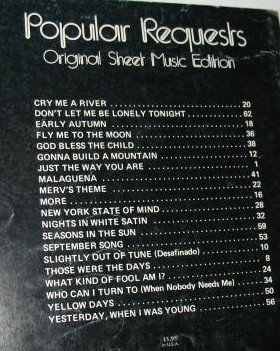 Popular Requests
Original Sheet Music Edition
CRY ME A RIVER 20
DON'T LET ME BE LONELY TONIGHT 62
EARLY AUTUMN 18
FLY ME TO THE MOON 36
GOD BLESS THE CHILD 38
GONNA BUILD A MOUNTAIN 12
JUST THE WAY YOU ARE 1
MALAGUENA 41
MERV'S THEME 22
MORE 16
NEW YORK STATE OF MIND 28
NIGHTS IN WHITE SATIN 32
SEASONS IN THE SUN 59
SEPTEMBER SONG 53
SLIGHTLY OUT OF TUNE (Desafinado) 10
THOSE WERE THE DAYS 8
WHAT KIND OF FOOL AM I? 24
WHO CAN I TURN TO (When Nobody Needs Me) 34
YELLOW DAYS 50
YESTERDAY, WHEN I WAS YOUNG 56
$5.95
in U.S.A.